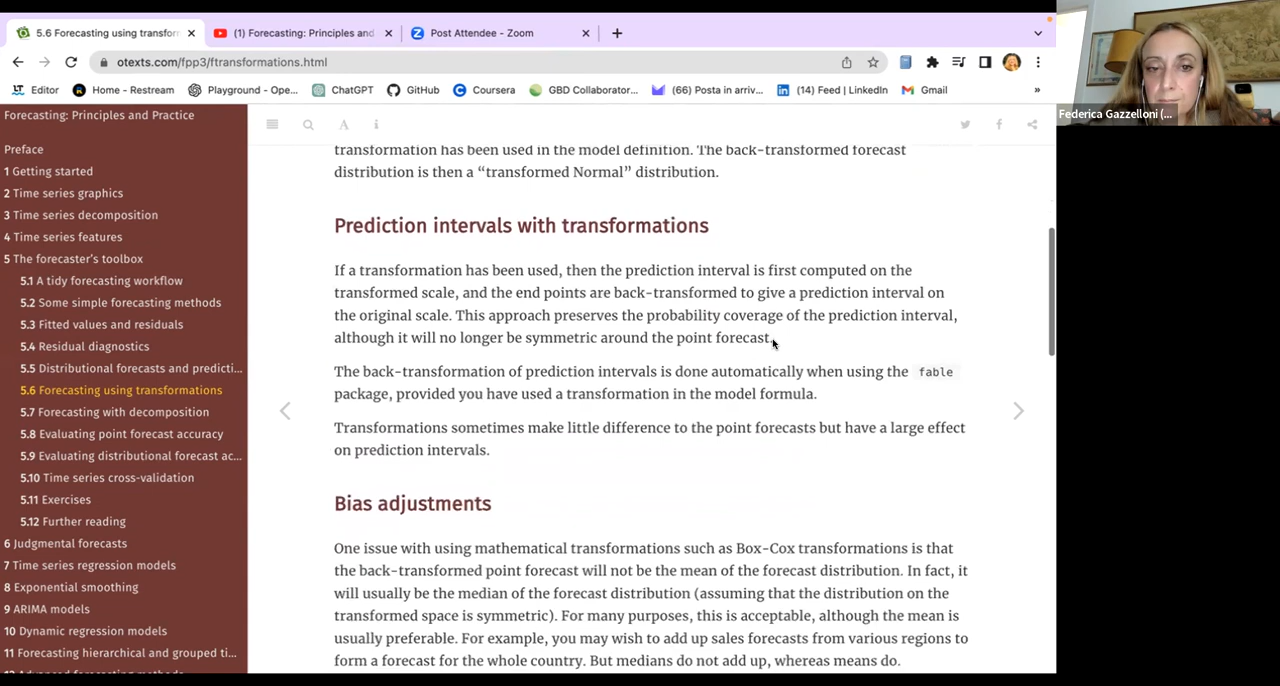 5.6 Forecasting using transform
(1) Forecasting: Principles and
Post Attendee - Zoom
otexts.com/fpp3/ftransformations.html
Editor
Home - Restream
Playground - Ope...
ChatGPT
GitHub
Coursera
GBD Collaborator...
(66) Posta in arriv...
(14) Feed | LinkedIn
Gmail
»
Federica Gazzelloni (...
Forecasting: Principles and Practice
Preface
1 Getting started
2 Time series graphics
3 Time series decomposition
4 Time series features
5 The forecaster's toolbox
5.1 A tidy forecasting workflow
5.2 Some simple forecasting methods
5.3 Fitted values and residuals
5.4 Residual diagnostics
5.5 Distributional forecasts and predicti...
5.6 Forecasting using transformations
5.7 Forecasting with decomposition
5.8 Evaluating point forecast accuracy
5.9 Evaluating distributional forecast ac...
5.10 Time series cross-validation
5.11 Exercises
5.12 Further reading
6 Judgmental forecasts
7 Time series regression models
8 Exponential smoothing
9 ARIMA models
10 Dynamic regression models
11 Forecasting hierarchical and grouped ti...
transformation has been used in the model definition. The back-transformed forecast
distribution is then a “transformed Normal” distribution.
Prediction intervals with transformations
If a transformation has been used, then the prediction interval is first computed on the
transformed scale, and the end points are back-transformed to give a prediction interval on
the original scale. This approach preserves the probability coverage of the prediction interval,
although it will no longer be symmetric around the point forecast.
The back-transformation of prediction intervals is done automatically when using the fable
package, provided you have used a transformation in the model formula.
Transformations sometimes make little difference to the point forecasts but have a large effect
on prediction intervals.
Bias adjustments
One issue with using mathematical transformations such as Box-Cox transformations is that
the back-transformed point forecast will not be the mean of the forecast distribution. In fact, it
will usually be the median of the forecast distribution (assuming that the distribution on the
transformed space is symmetric). For many purposes, this is acceptable, although the mean is
usually preferable. For example, you may wish to add up sales forecasts from various regions to
form a forecast for the whole country. But medians do not add up, whereas means do.